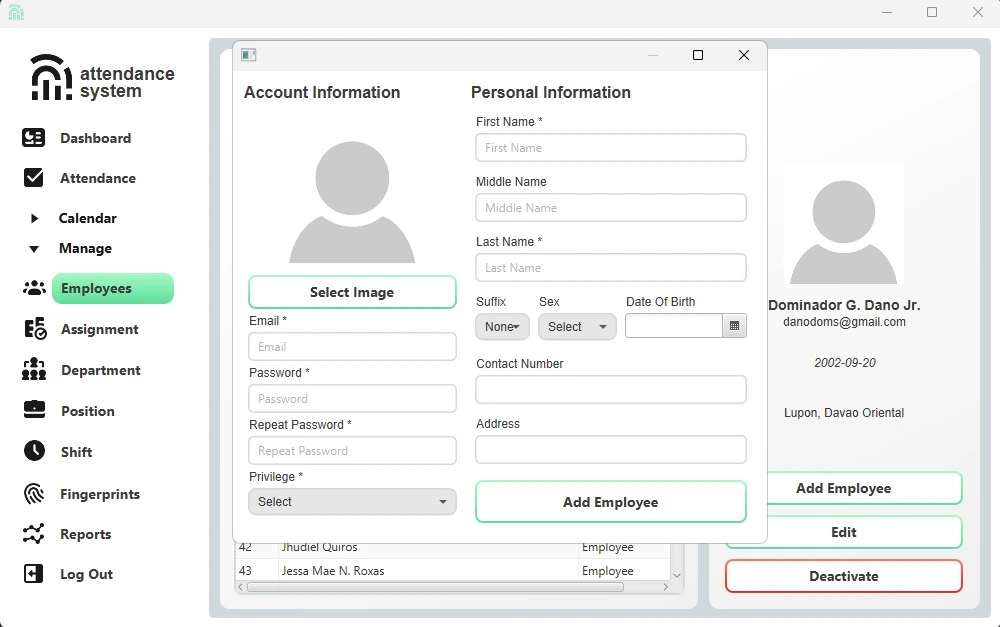 attendance
system
Dashboard
Attendance
Calendar
Manage
Employees
Assignment
Department
Position
Shift
Fingerprints
Reports
Log Out
Account Information
Select Image
Email *
Email
Password *
Password
Repeat Password *
Repeat Password
Privilege *
Select
Personal Information
First Name *
First Name
Middle Name
Middle Name
Last Name *
Last Name
Suffix Sex Date Of Birth
None Select
Contact Number
Address
Add Employee
42 Jhudiel Quiros Employee
43 Jessa Mae N. Roxas Employee
Dominador G. Dano Jr.
danodoms@gmail.com
2002-09-20
Lupon, Davao Oriental
Add Employee
Edit
Deactivate